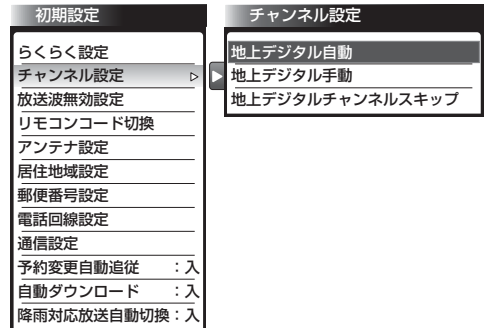 初期設定
らくらく設定
チャンネル設定
放送波無効設定
リモコンコード切換
アンテナ設定
居住地域設定
郵便番号設定
電話回線設定
通信設定
予約変更自動追従 ：入
自動ダウンロード ：入
降雨対応放送自動切換：入
チャンネル設定
地上デジタル自動
地上デジタル手動
地上デジタルチャンネルスキップ